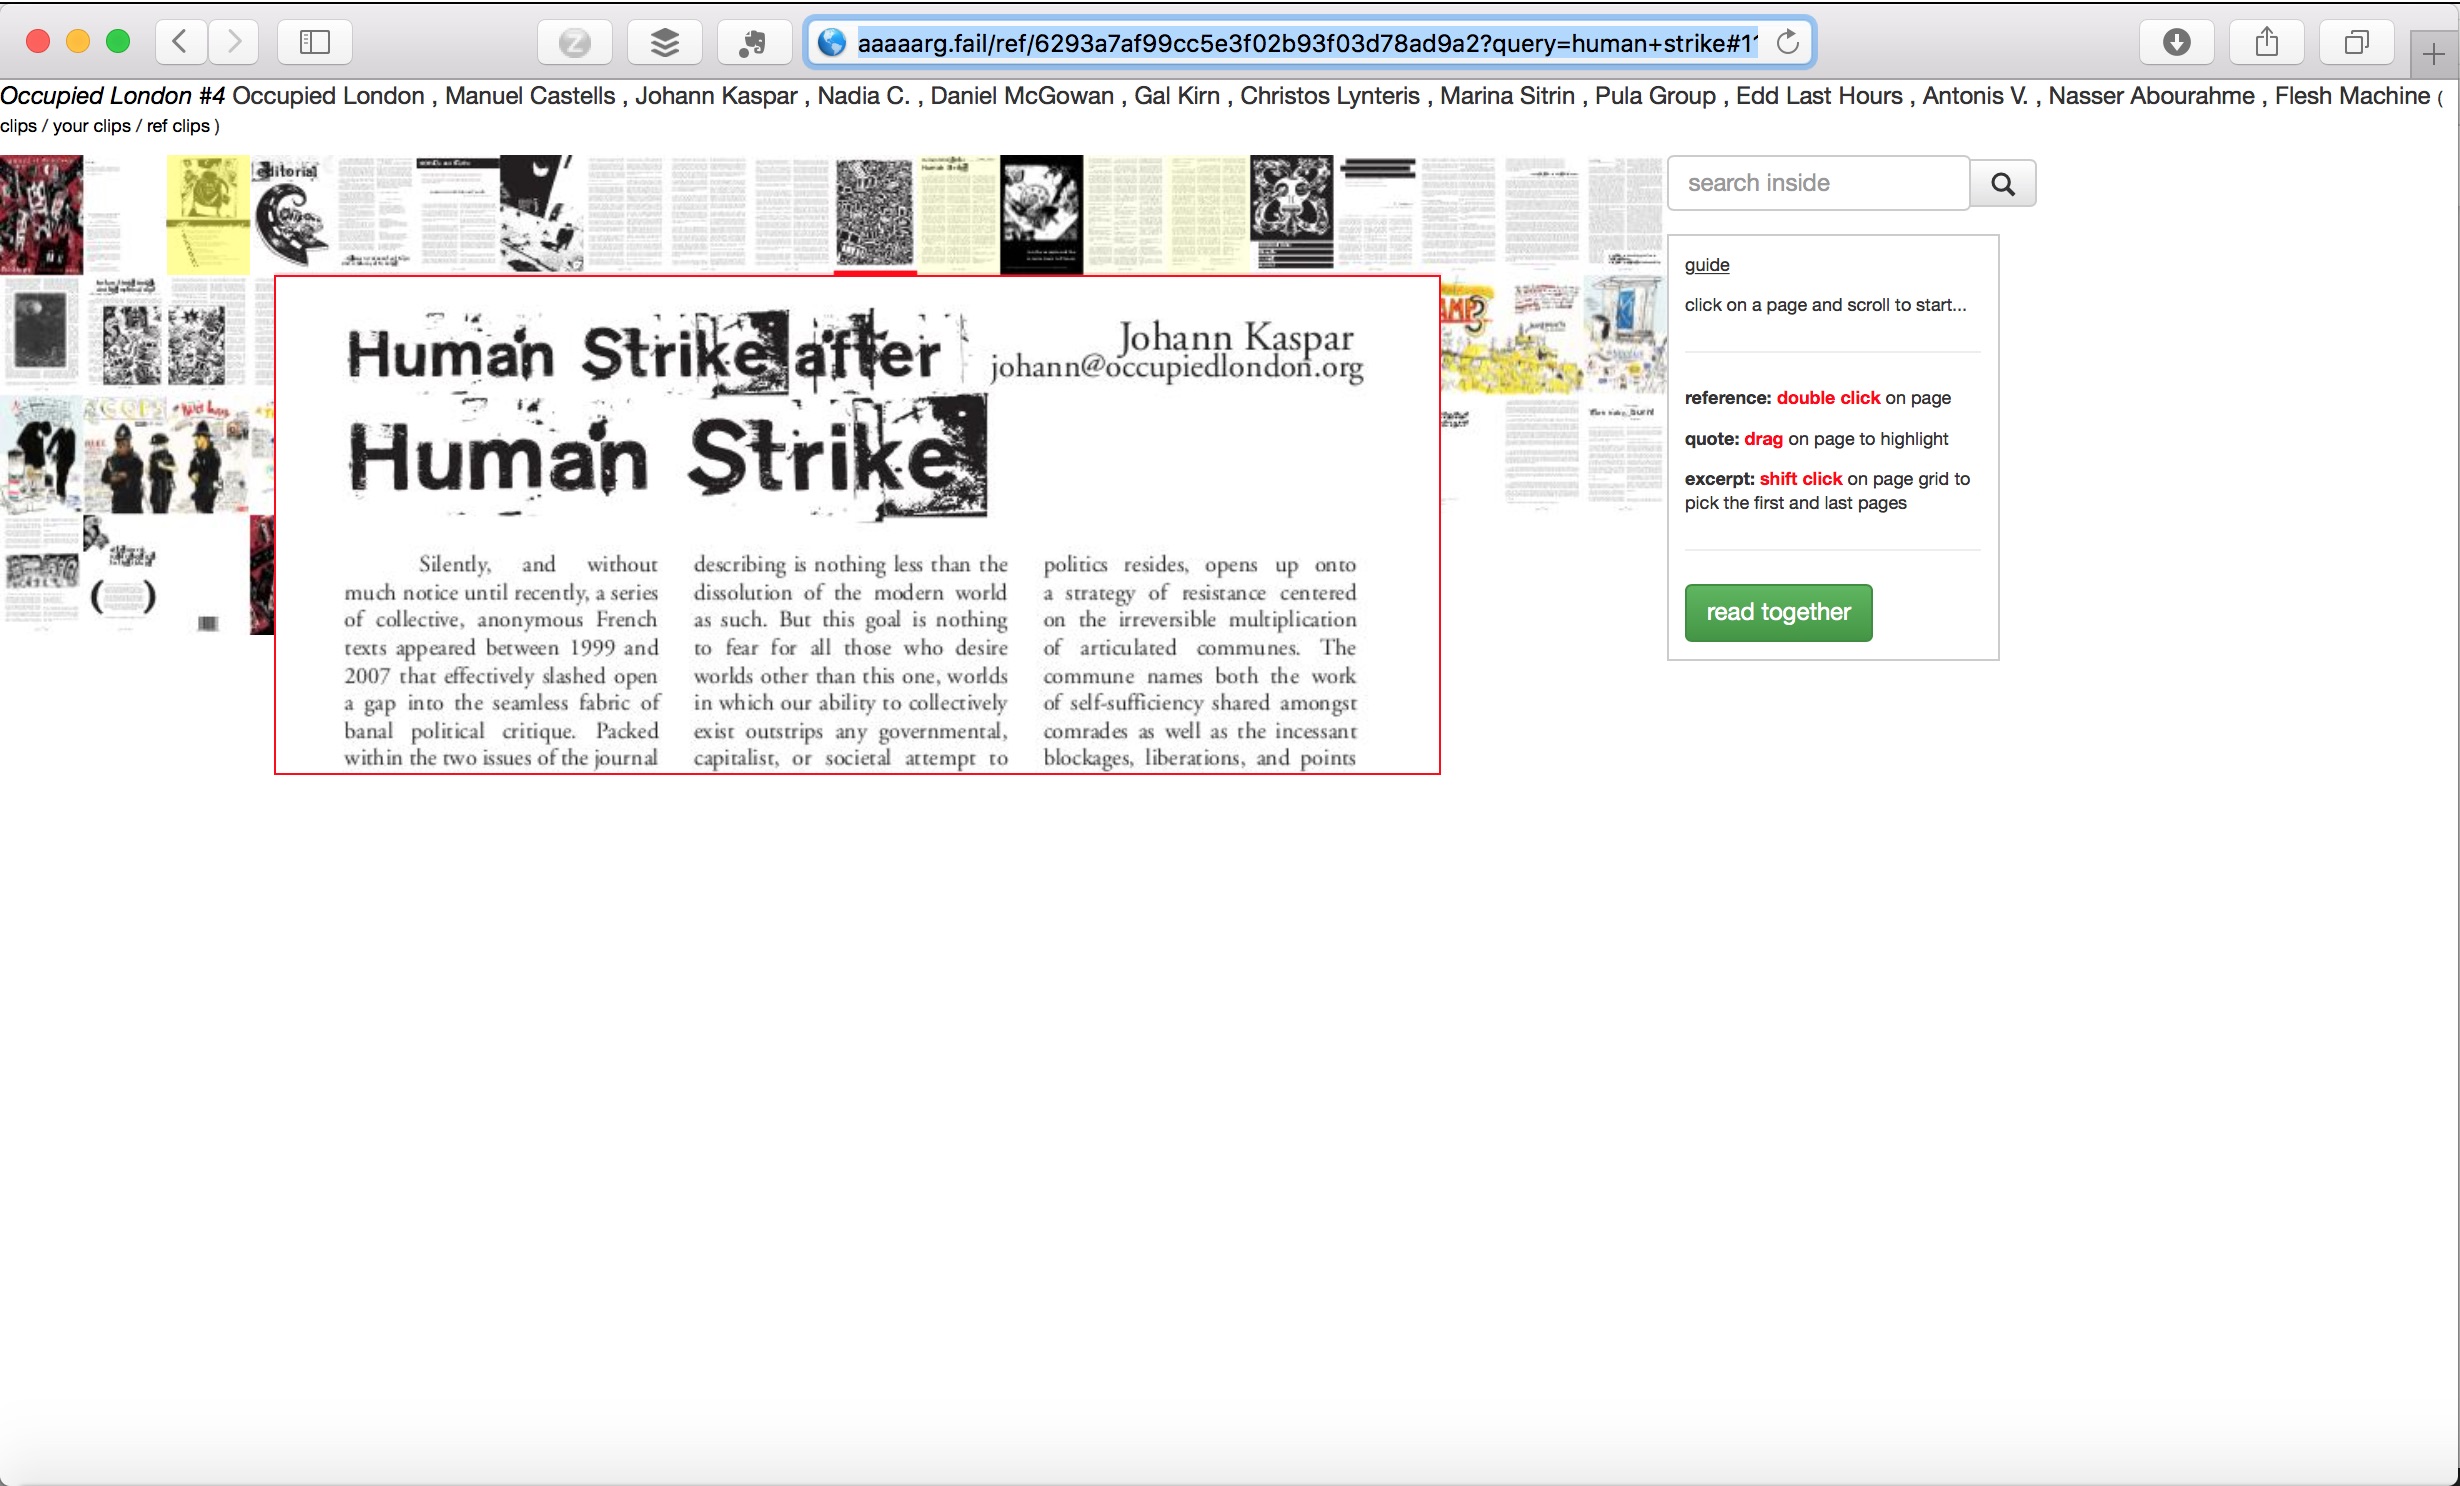 aaaaarg.fail/ref/6293a7af99cc5e3f02b93f03d78ad9a2?query=human+strike#1
Occupied London #4 Occupied London , Manuel Castells , Johann Kaspar , Nadia C. , Daniel McGowan , Gal Kirn , Christos Lynteris , Marina Sitrin , Pula Group , Edd Last Hours , Antonis V. , Nasser Abourahme , Flesh Machine (
clips / your clips / ref clips )
editorial
search inside
guide
click on a page and scroll to start...
reference: double click on page
quote: drag on page to highlight
excerpt: shift click on page grid to
pick the first and last pages
read together
Human Strike after
Human Strike
Johann Kaspar
johann@occupiedlondon.org
Silently, and without
much notice until recently, a series
of collective, anonymous French
texts appeared between 1999 and
2007 that effectively slashed open
a gap into the seamless fabric of
banal political critique. Packed
within the two issues of the journal
describing is nothing less than the
dissolution of the modern world
as such. But this goal is nothing
to fear for all those who desire
worlds other than this one, worlds
in which our ability to collectively
exist outstrips any governmental,
capitalist, or societal attempt to
politics resides, opens up onto
a strategy of resistance centered
on the irreversible multiplication
of articulated communes. The
commune names both the work
of self-sufficiency shared amongst
comrades as well as the incessant
blockages, liberations, and points